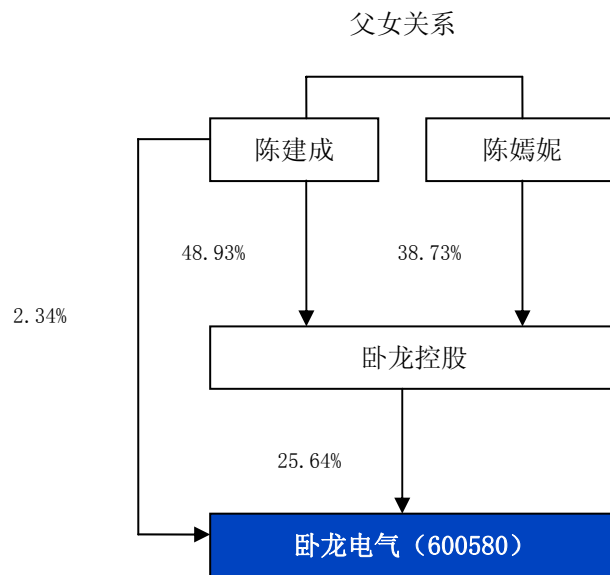 父女关系
陈建成
陈嫣妮
48.93%
38.73%
2.34%
卧龙控股
25.64%
卧龙电气（600580）